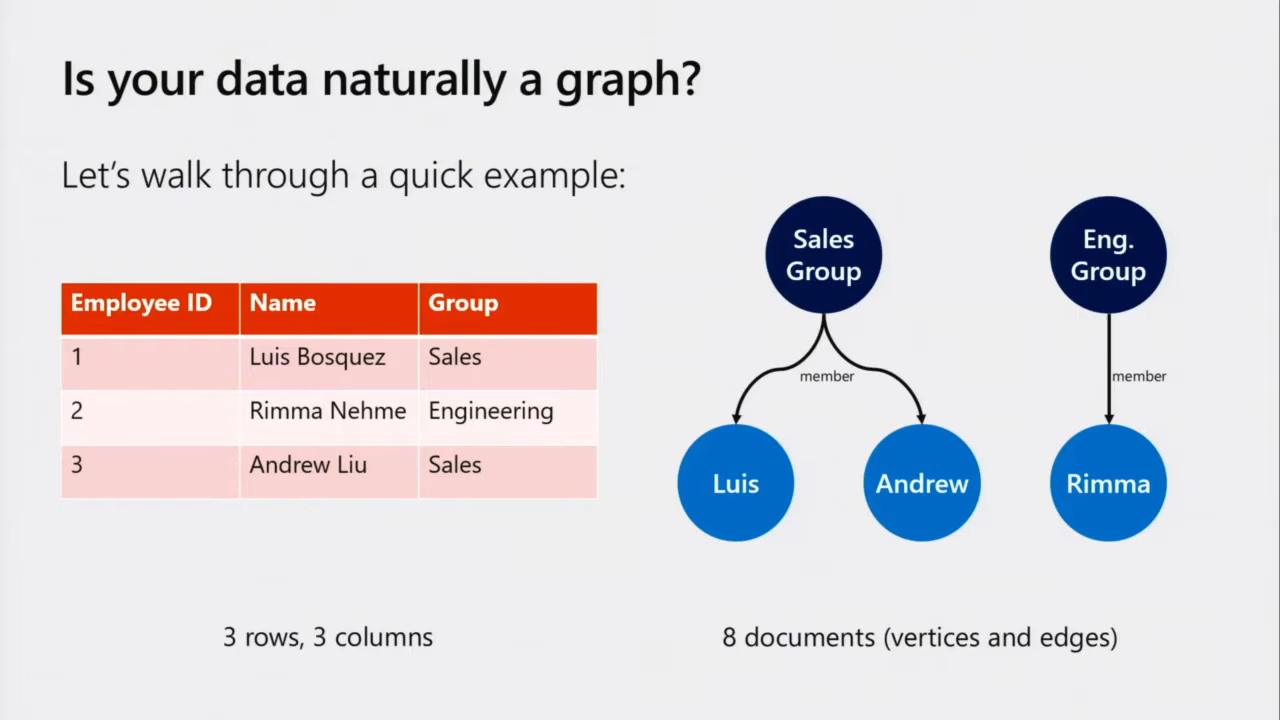 Is your data naturally a graph?
Let's walk through a quick example:
Employee ID Name Group
1 Luis Bosquez Sales
2 Rimma Nehme Engineering
3 Andrew Liu Sales
3 rows, 3 columns
Sales
Group
Eng.
Group
member
member
Luis
Andrew
Rimma
8 documents (vertices and edges)